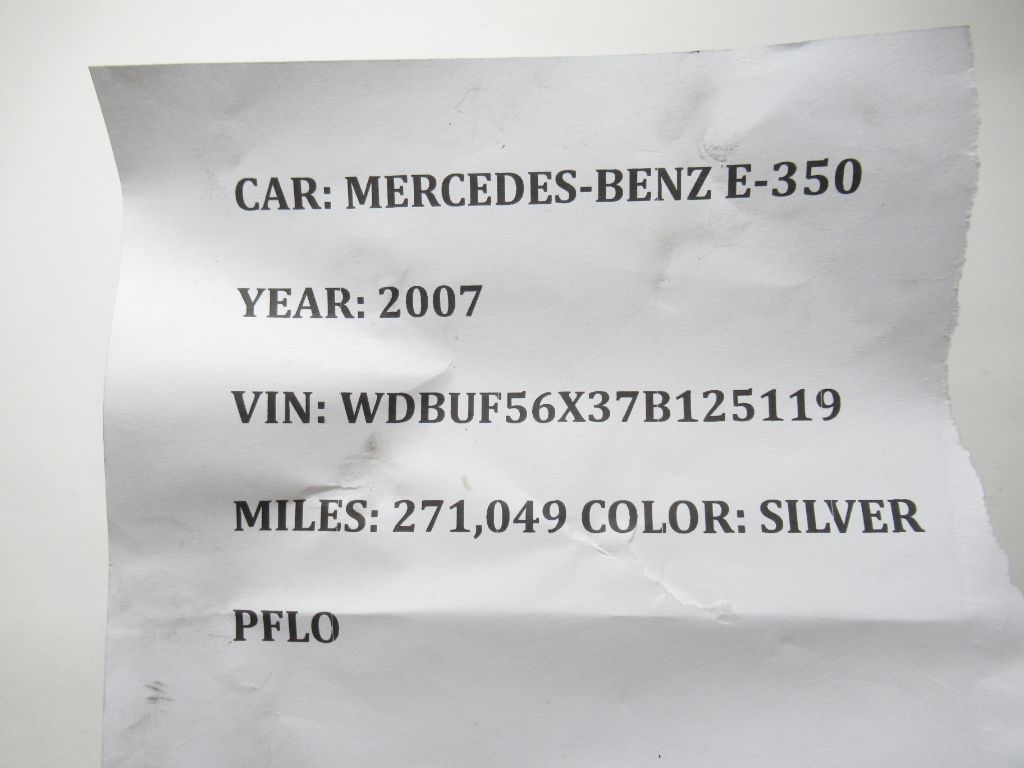 CAR: MERCEDES-BENZ E-350
YEAR: 2007
VIN: WDBUF56X37B125119
MILES: 271,049 COLOR: SILVER
PFLO